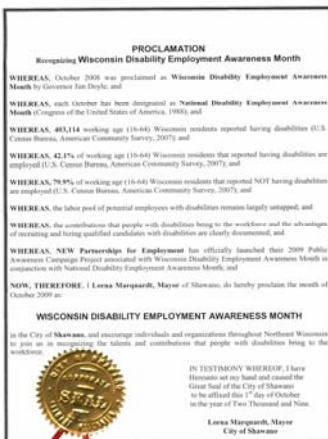 PROCLAMATION
Recognizing Wisconsin Disability Employment Awareness Month
WHEREAS, October 2008 was proclaimed as Wisconsin Disability Employment Awareness
Month by Governor Jim Doyle; and
WHEREAS, each October has been designated as National Disability Employment Awareness
Month (Congress of the United States of America, 1988); and
WHEREAS, 403,114 working age (16-64) Wisconsin residents reported having disabilities (U.S.
Census Bureau, American Community Survey, 2007); and
WHEREAS, 42.1% of working age (16-64) Wisconsin residents that reported having disabilities are
employed (U.S. Census Bureau, American Community Survey, 2007); and
WHEREAS, 79.9% of working age (16-64) Wisconsin residents that reported NOT having disabilities
are employed (U.S. Census Bureau, American Community Survey, 2007); and
WHEREAS, the labor pool of potential employees with disabilities remains largely untapped; and
WHEREAS, the contributions that people with disabilities bring to the workforce and the advantages
of recruiting and hiring qualified candidates with disabilities are clearly documented; and
WHEREAS, NEW Partnerships for Employment has officially launched their 2009 Public
Awareness Campaign Project associated with Wisconsin Disability Employment Awareness Month in
conjunction with National Disability Employment Awareness Month; and
NOW, THEREFORE, I Lorna Marquardt, Mayor of Shawano, do hereby proclaim the month of
October 2009 as:
WISCONSIN DISABILITY EMPLOYMENT AWARENESS MONTH
in the City of Shawano, and encourage individuals and organizations throughout Northeast Wisconsin
to join us in recognizing the talents and contributions that people with disabilities bring to the
workforce.
IN TESTIMONY WHEREOF, I have
Hereunto set my hand and caused the
Great Seal of the City of Shawano
to be affixed this 1st day of October
in the year of Two Thousand and Nine.
Lorna Marquardt, Mayor
City of Shawano
SEAL